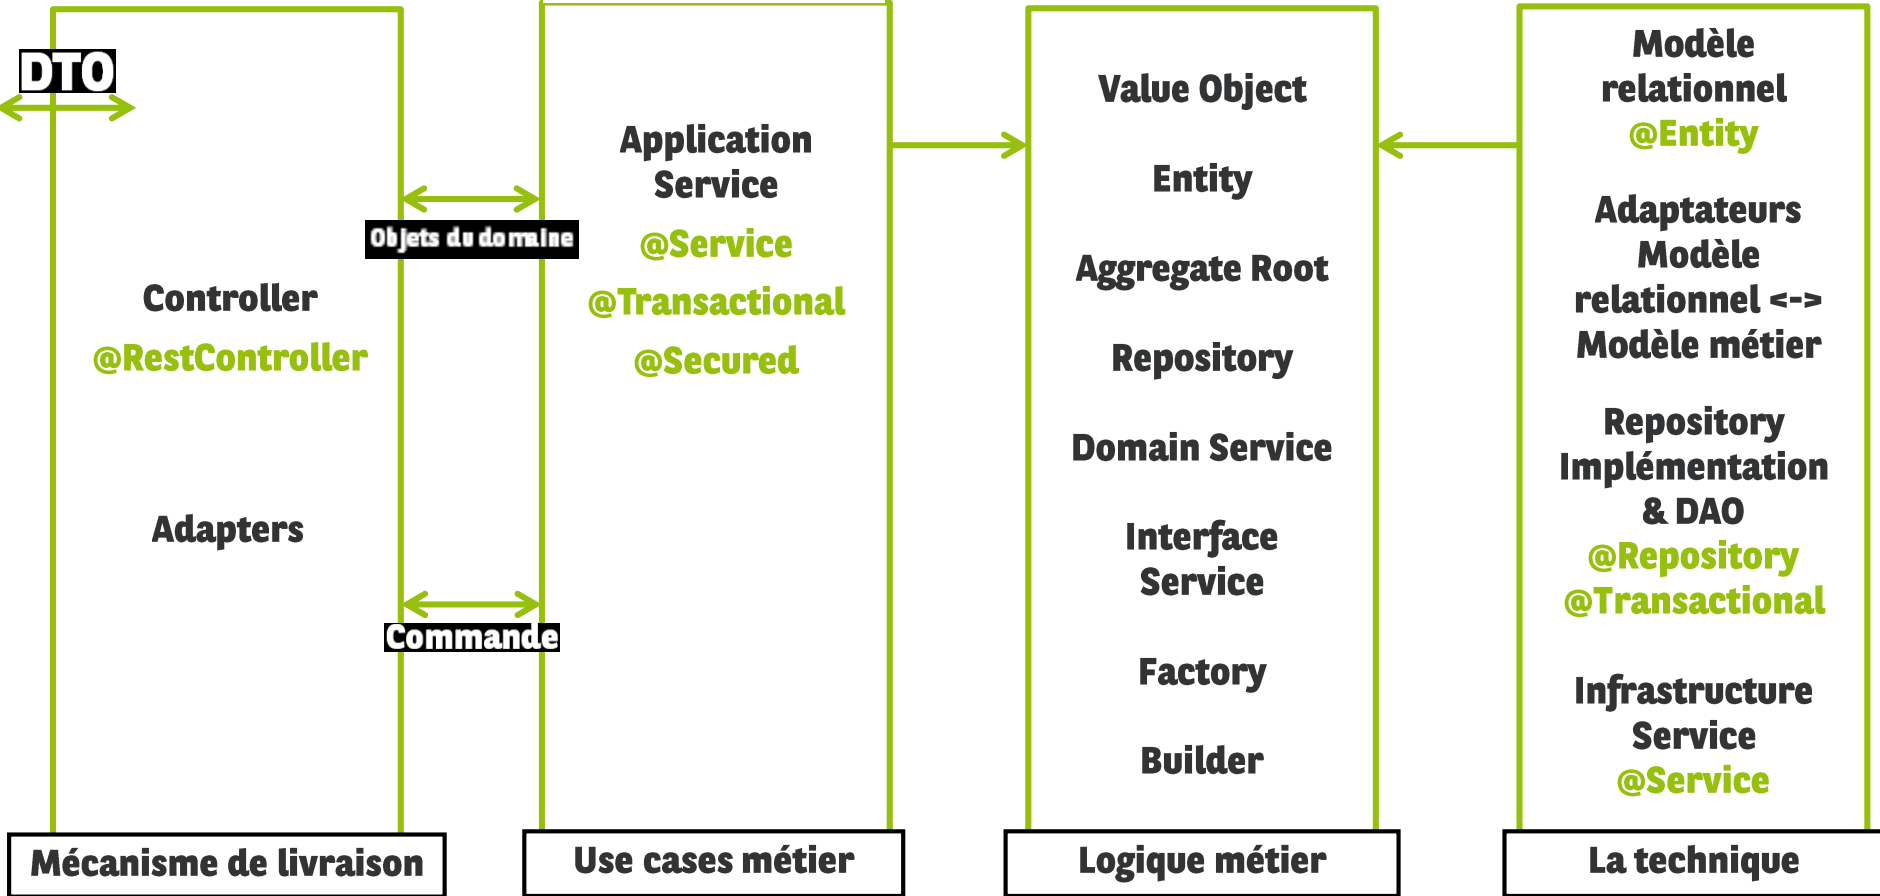 DTO
Controller
@RestController
Adapters
Mécanisme de livraison
Objets du domaine
Commande
Application
Service
@Service
@Transactional
@Secured
Use cases métier
Value Object
Entity
Aggregate Root
Repository
Domain Service
Interface
Service
Factory
Builder
Logique métier
Modèle
relationnel
@Entity
Adaptateurs
Modèle
relationnel <->
Modèle métier
Repository
Implémentation
& DAO
@Repository
@Transactional
Infrastructure
Service
@Service
La technique